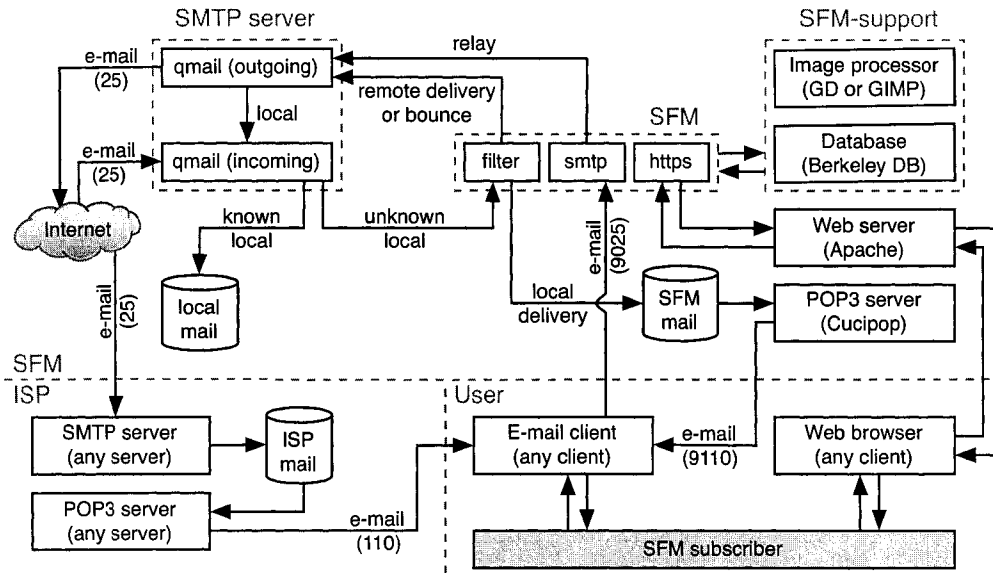 SMTP server
SFM-support
e-mail
(25)
qmail (outgoing)
relay
Image processor
(GD or GIMP)
local
remote delivery
or bounce
SFM
e-mail
(25)
qmail (incoming)
filter
smtp
https
Database
(Berkeley DB)
Internet
known
local
unknown
local
e-mail
(9025)
Web server
(Apache)
e-mail
(25)
local
mail
local
delivery
SFM
mail
POP3 server
(Cucipop)
SFM
ISP
User
SMTP server
(any server)
ISP
mail
E-mail client
(any client)
e-mail
(9110)
Web browser
(any client)
POP3 server
(any server)
e-mail
(110)
SFM subscriber